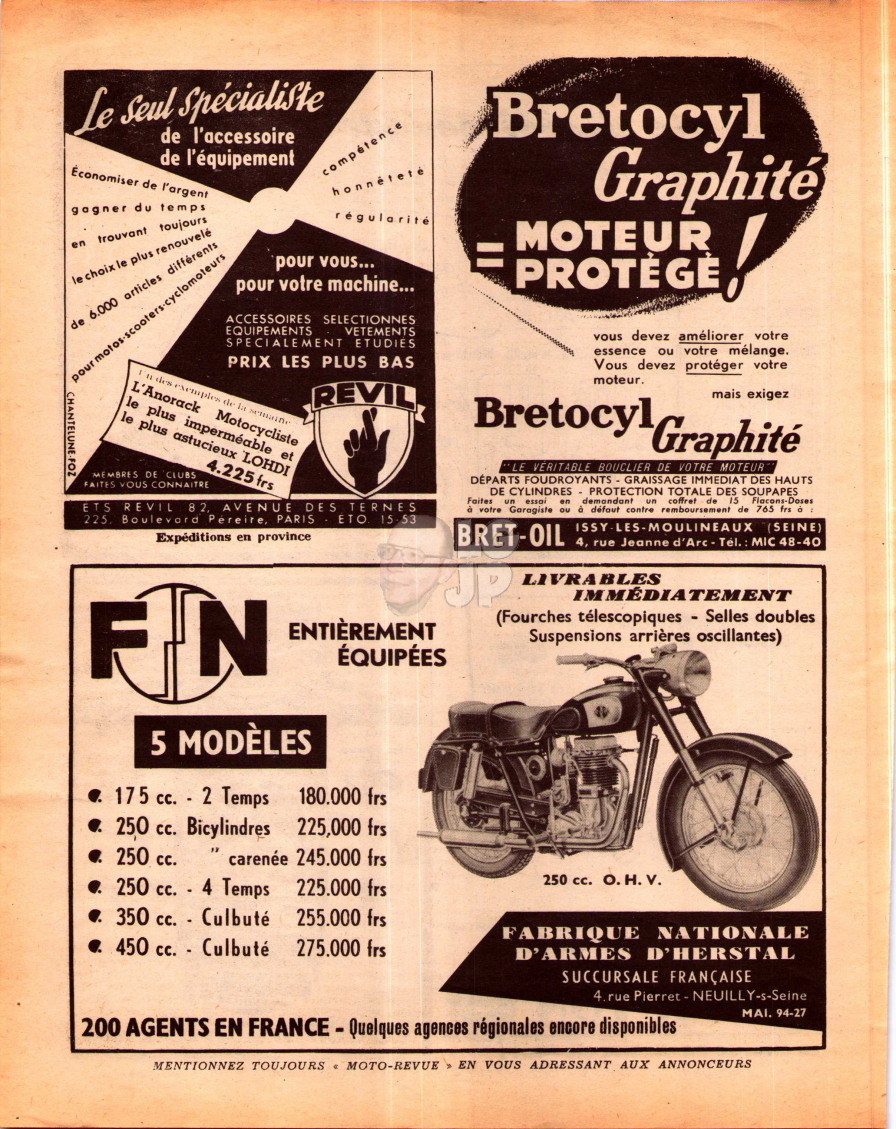 Le seul spécialiste
de l'accessoire
de l'équipement
Économiser de l'argent
gagner du temps
en trouvant toujours
le choix le plus renouvelé
de 6.000 articles différents
pour motos-scooters-cyclomoteurs
compétence
honnêteté
régularité
pour vous...
pour votre machine...
ACCESSOIRES SELECTIONNES
EQUIPEMENTS - VETEMENTS
SPECIALEMENT ETUDIES
PRIX LES PLUS BAS
Un des exemples de la semaine
L'Anorack Motocycliste
le plus imperméable et
le plus astucieux LOHDI
4.225 frs
REVIL
CHANTELUNE-FOZ
MEMBRES DE CLUBS
FAITES VOUS CONNAITRE
ETS REVIL 82, AVENUE DES TERNES
225, Boulevard Péreire, PARIS - ETO. 15-53
Expéditions en province
Bretocyl
Graphité
= MOTEUR
PROTÉGÉ !
vous devez améliorer votre
essence ou votre mélange.
Vous devez protéger votre
moteur.
mais exigez
Bretocyl Graphité
"LE VÉRITABLE BOUCLIER DE VOTRE MOTEUR"
DÉPARTS FOUDROYANTS - GRAISSAGE IMMEDIAT DES HAUTS
DE CYLINDRES - PROTECTION TOTALE DES SOUPAPES
Faites un essai en demandant un coffret de 15 Flacons-Doses
à votre Garagiste ou à défaut contre remboursement de 765 frs à :
BRET-OIL ISSY-LES-MOULINEAUX (SEINE)
4, rue Jeanne d'Arc - Tél. : MIC 48-40
JP
FN
ENTIÈREMENT
ÉQUIPÉES
LIVRABLES
IMMÉDIATEMENT
(Fourches télescopiques - Selles doubles
Suspensions arrières oscillantes)
5 MODÈLES
175 cc. - 2 Temps 180.000 frs
250 cc. Bicylindres 225,000 frs
250 cc. " carenée 245.000 frs
250 cc. - 4 Temps 225.000 frs
350 cc. - Culbuté 255.000 frs
450 cc. - Culbuté 275.000 frs
250 cc. O. H. V.
FABRIQUE NATIONALE
D'ARMES D'HERSTAL
SUCCURSALE FRANÇAISE
4. rue Pierret - NEUILLY-s-Seine
MAI. 94-27
200 AGENTS EN FRANCE - Quelques agences régionales encore disponibles
MENTIONNEZ TOUJOURS « MOTO-REVUE » EN VOUS ADRESSANT AUX ANNONCEURS